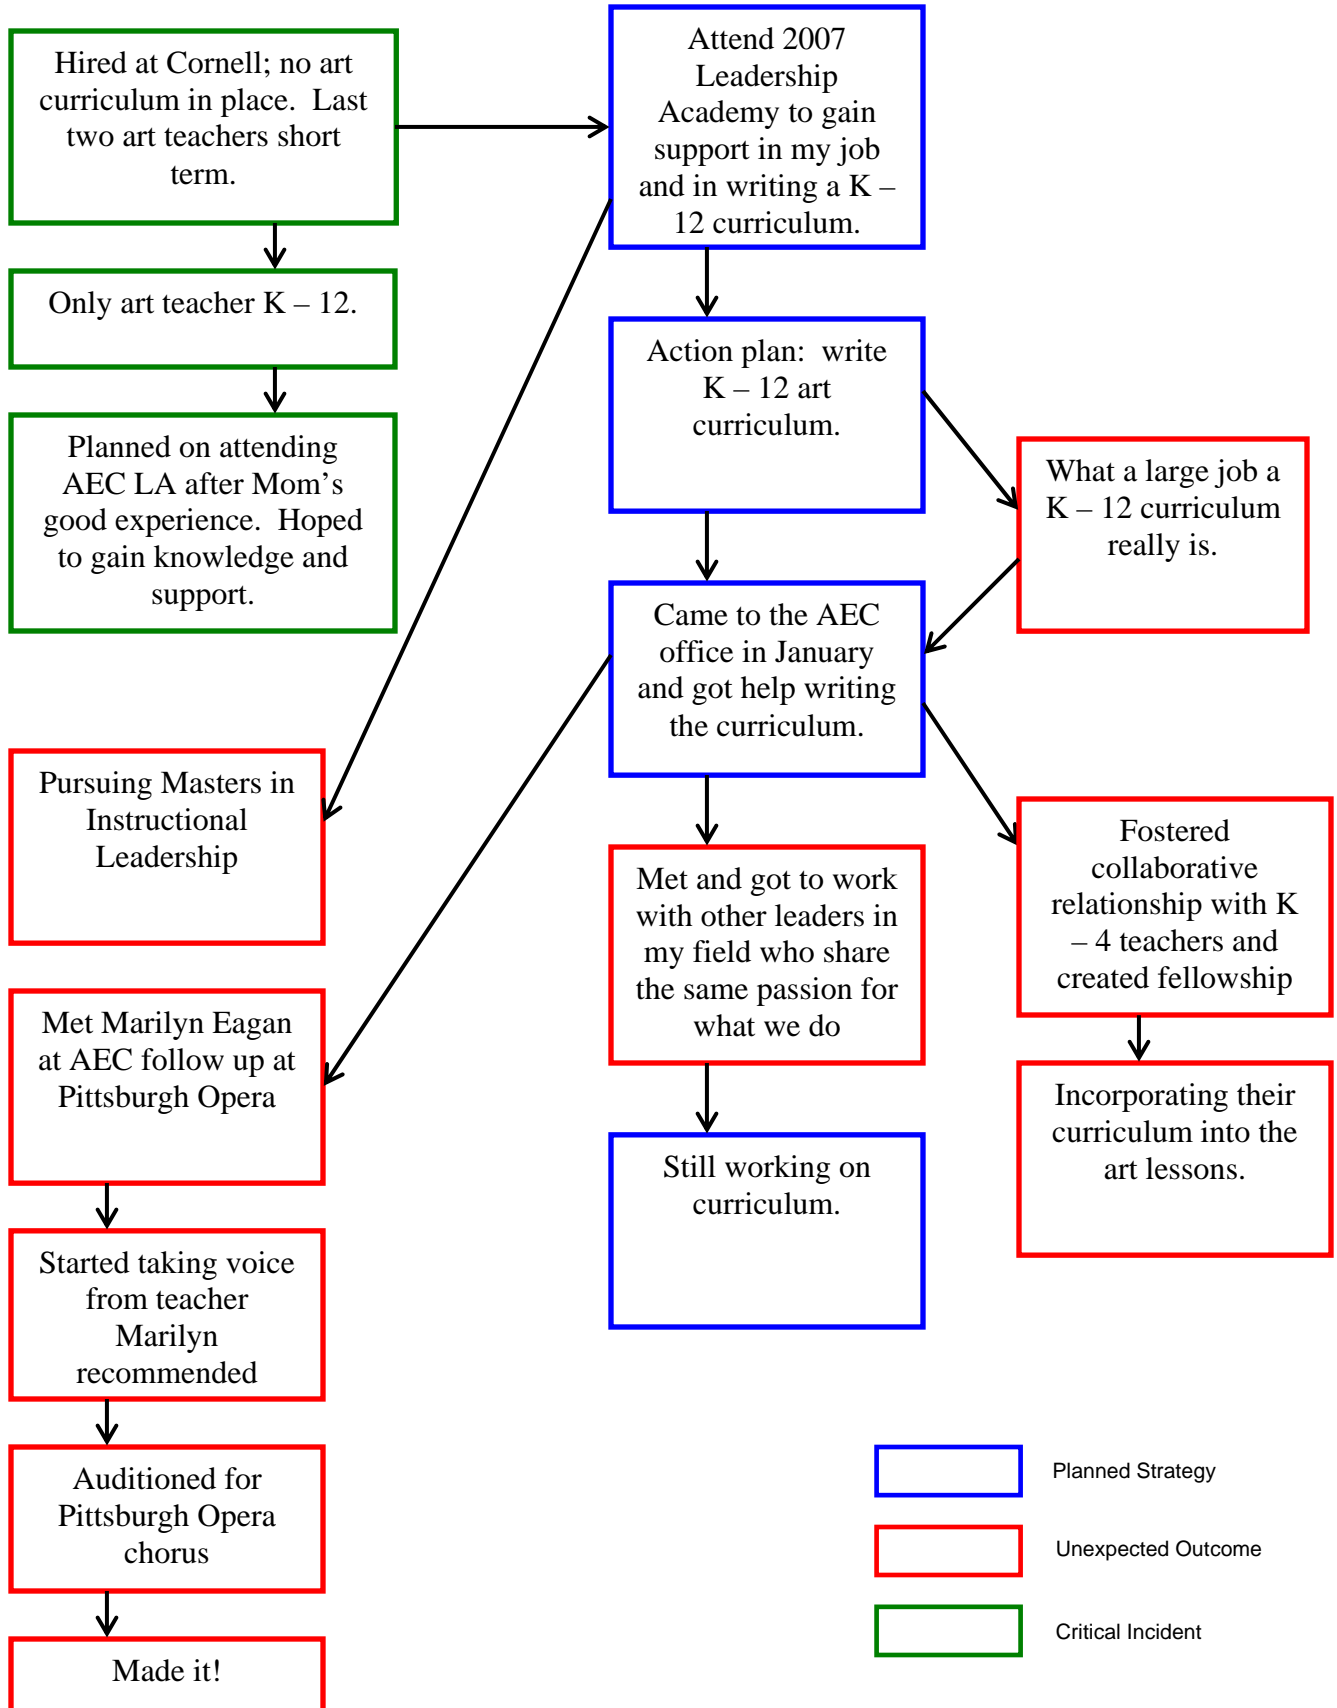 Hired at Cornell; no art
curriculum in place.  Last
two art teachers short
term.
Only art teacher K – 12.
Planned on attending
AEC LA after Mom’s
good experience.  Hoped
to gain knowledge and
support.
Attend 2007
Leadership
Academy to gain
support in my job
and in writing a K –
12 curriculum.
Action plan:  write
K – 12 art
curriculum.
What a large job a
K – 12 curriculum
really is.
Came to the AEC
office in January
and got help writing
the curriculum.
Pursuing Masters in
Instructional
Leadership
Met and got to work
with other leaders in
my field who share
the same passion for
what we do
Fostered
collaborative
relationship with K
– 4 teachers and
created fellowship
Met Marilyn Eagan
at AEC follow up at
Pittsburgh Opera
Incorporating their
curriculum into the
art lessons.
Still working on
curriculum.
Started taking voice
from teacher
Marilyn
recommended
Auditioned for
Pittsburgh Opera
chorus
Made it!
Planned Strategy
Unexpected Outcome
Critical Incident